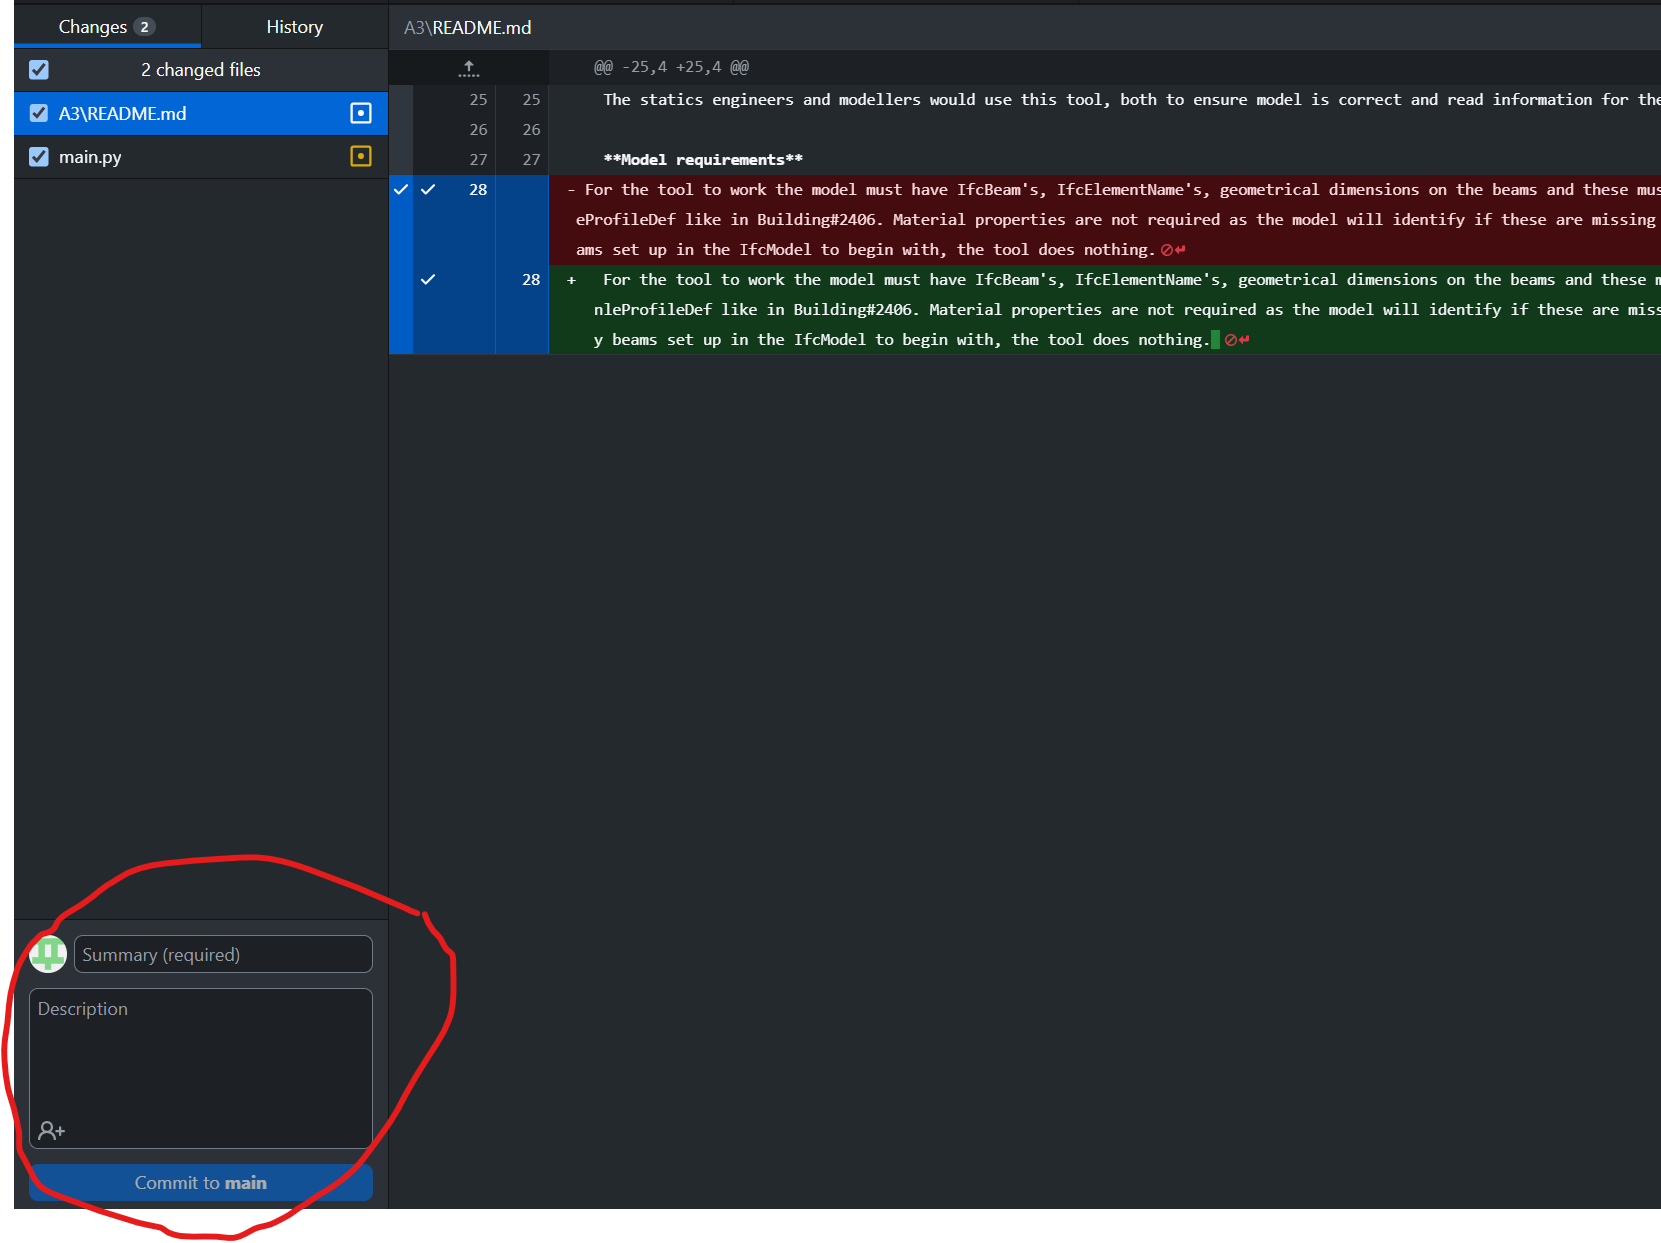 Changes 2 History
2 changed files
A3\README.md
main.py
A3\README.md
@@ -25,4 +25,4 @@
25 25 The statics engineers and modellers would use this tool, both to ensure model is correct and read information for the
26 26
27 27 **Model requirements**
28 - For the tool to work the model must have IfcBeam's, IfcElementName's, geometrical dimensions on the beams and these mus
eProfileDef like in Building#2406. Material properties are not required as the model will identify if these are missing
ams set up in the IfcModel to begin with, the tool does nothing.
28 + For the tool to work the model must have IfcBeam's, IfcElementName's, geometrical dimensions on the beams and these m
nleProfileDef like in Building#2406. Material properties are not required as the model will identify if these are miss
y beams set up in the IfcModel to begin with, the tool does nothing.
Summary (required)
Description
Commit to main